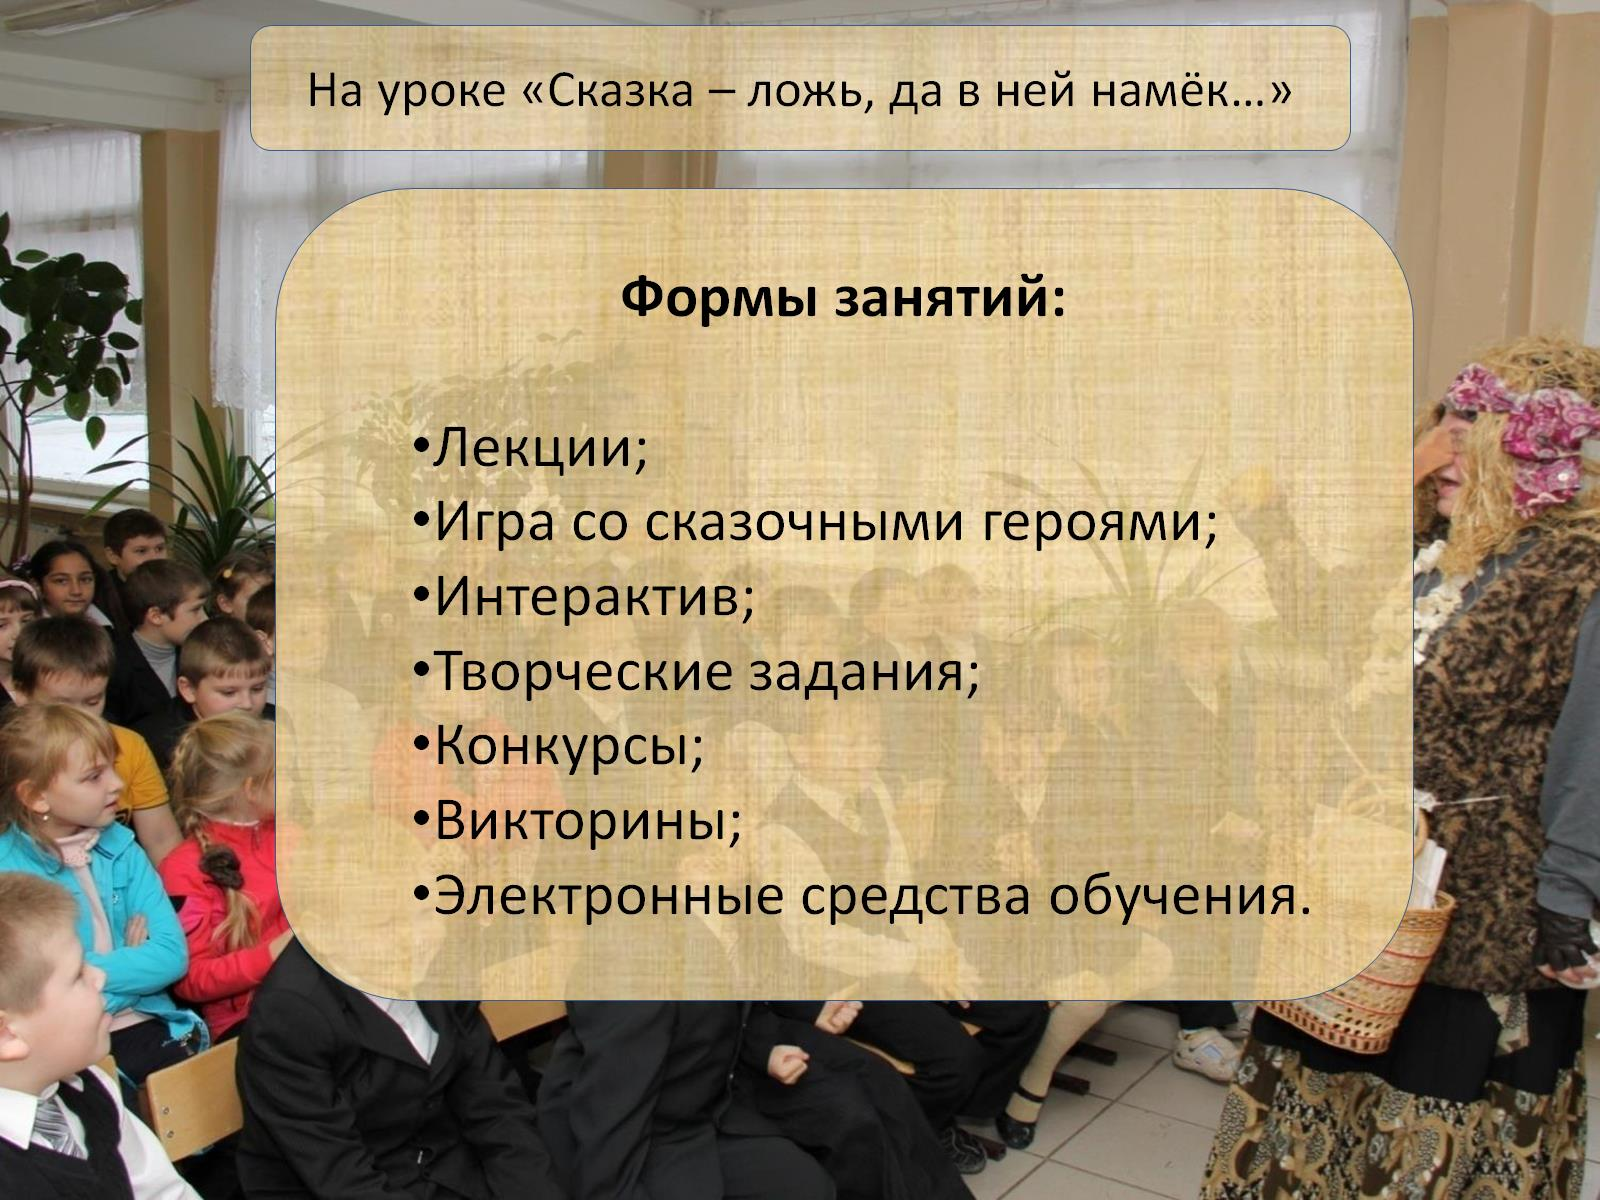 На уроке «Сказка – ложь, да в ней намёк…»
Формы занятий:
•Лекции;
•Игра со сказочными героями;
•Интерактив;
•Творческие задания;
•Конкурсы;
•Викторины;
•Электронные средства обучения.